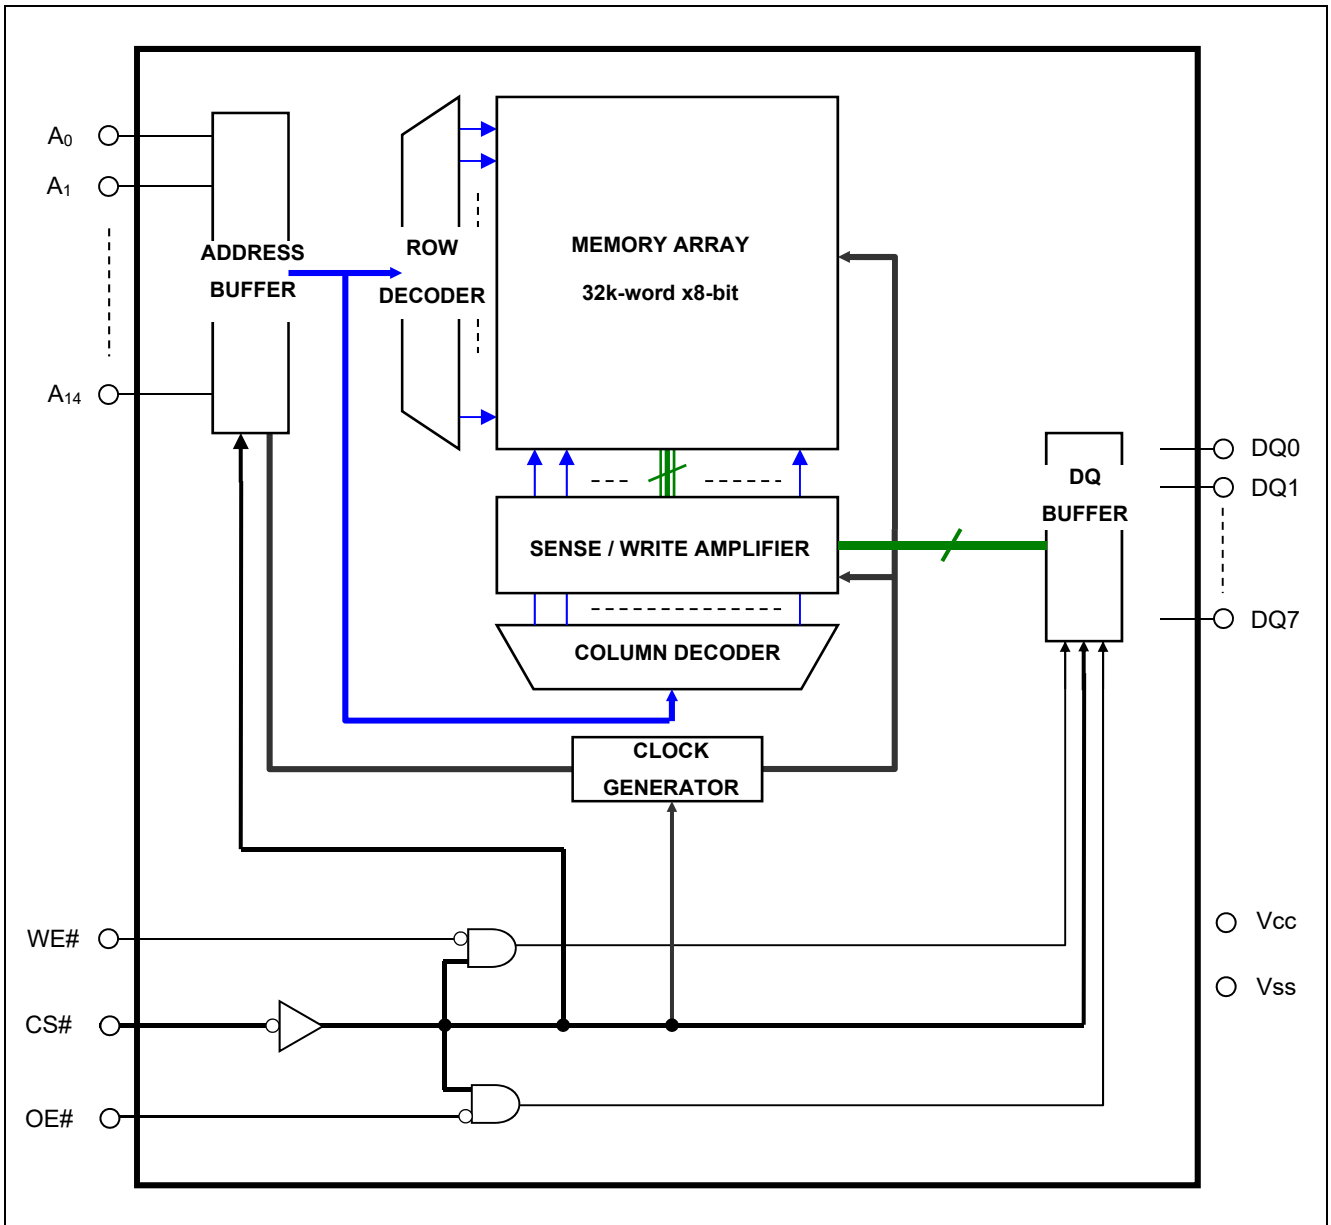 A0
A1
A14
ADDRESS
BUFFER
ROW
DECODER
MEMORY ARRAY
32k-word x8-bit
SENSE / WRITE AMPLIFIER
COLUMN DECODER
CLOCK
GENERATOR
DQ
BUFFER
DQ0
DQ1
DQ7
WE#
CS#
OE#
Vcc
Vss